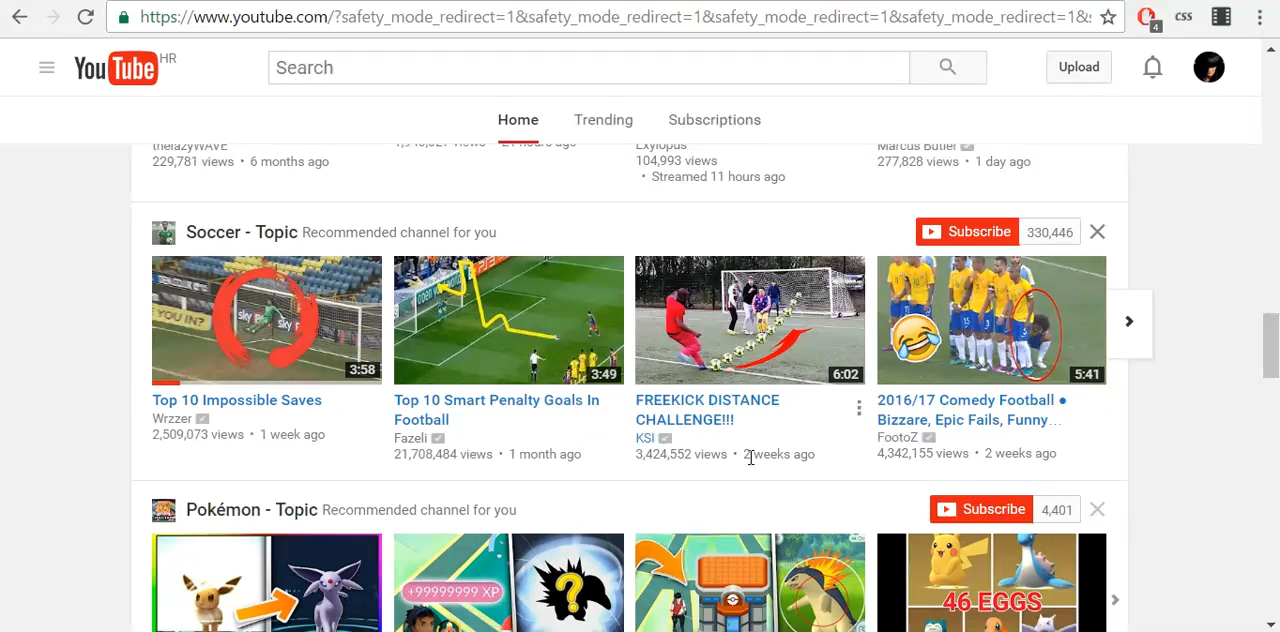 https://www.youtube.com/?safety_mode_redirect=1&safety_mode_redirect=1&safety_mode_redirect=1&safety_mode_redirect=1&
4
CSS
YouTube HR
Search
Upload
Home Trending Subscriptions
thelazyWAVE
229,781 views • 6 months ago
Exylopus
104,993 views
• Streamed 11 hours ago
Marcus Butler
277,828 views • 1 day ago
Soccer - Topic Recommended channel for you
Subscribe 330,446
YOU IN?
sky
3:58
3:49
6:02
5:41
Top 10 Impossible Saves
Wrzzer
2,509,073 views • 1 week ago
Top 10 Smart Penalty Goals In
Football
Fazeli
21,708,484 views • 1 month ago
FREEKICK DISTANCE
CHALLENGE!!!
KSI
3,424,552 views • 2 weeks ago
2016/17 Comedy Football ●
Bizzare, Epic Fails, Funny…
FootoZ
4,342,155 views • 2 weeks ago
Pokémon - Topic Recommended channel for you
Subscribe 4,401
+99999999 XP
?
46 EGGS